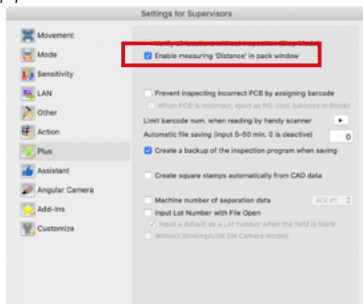 Settings for Supervisors
Movement
Mode
Sensitivity
LAN
Other
Action
Plus
Assistant
Angular Camera
Add-Ins
Customize
Enable measuring 'Distance' in pack window
Prevent inspecting incorrect PCB by assigning barcode
When PCB is incorrect, eject as NG (incl. barcode in Block)
Limit barcode num. when reading by handy scanner
Automatic file saving (input 5-60 min. 0 is deactive) 0
Create a backup of the inspection program when saving
Create square stamps automatically from CAD data
Machine number of separation data AOI #1
Input Lot Number with File Open
Input a default as a Lot number when the field is blank
Without blinking(USB 5M Camera model)